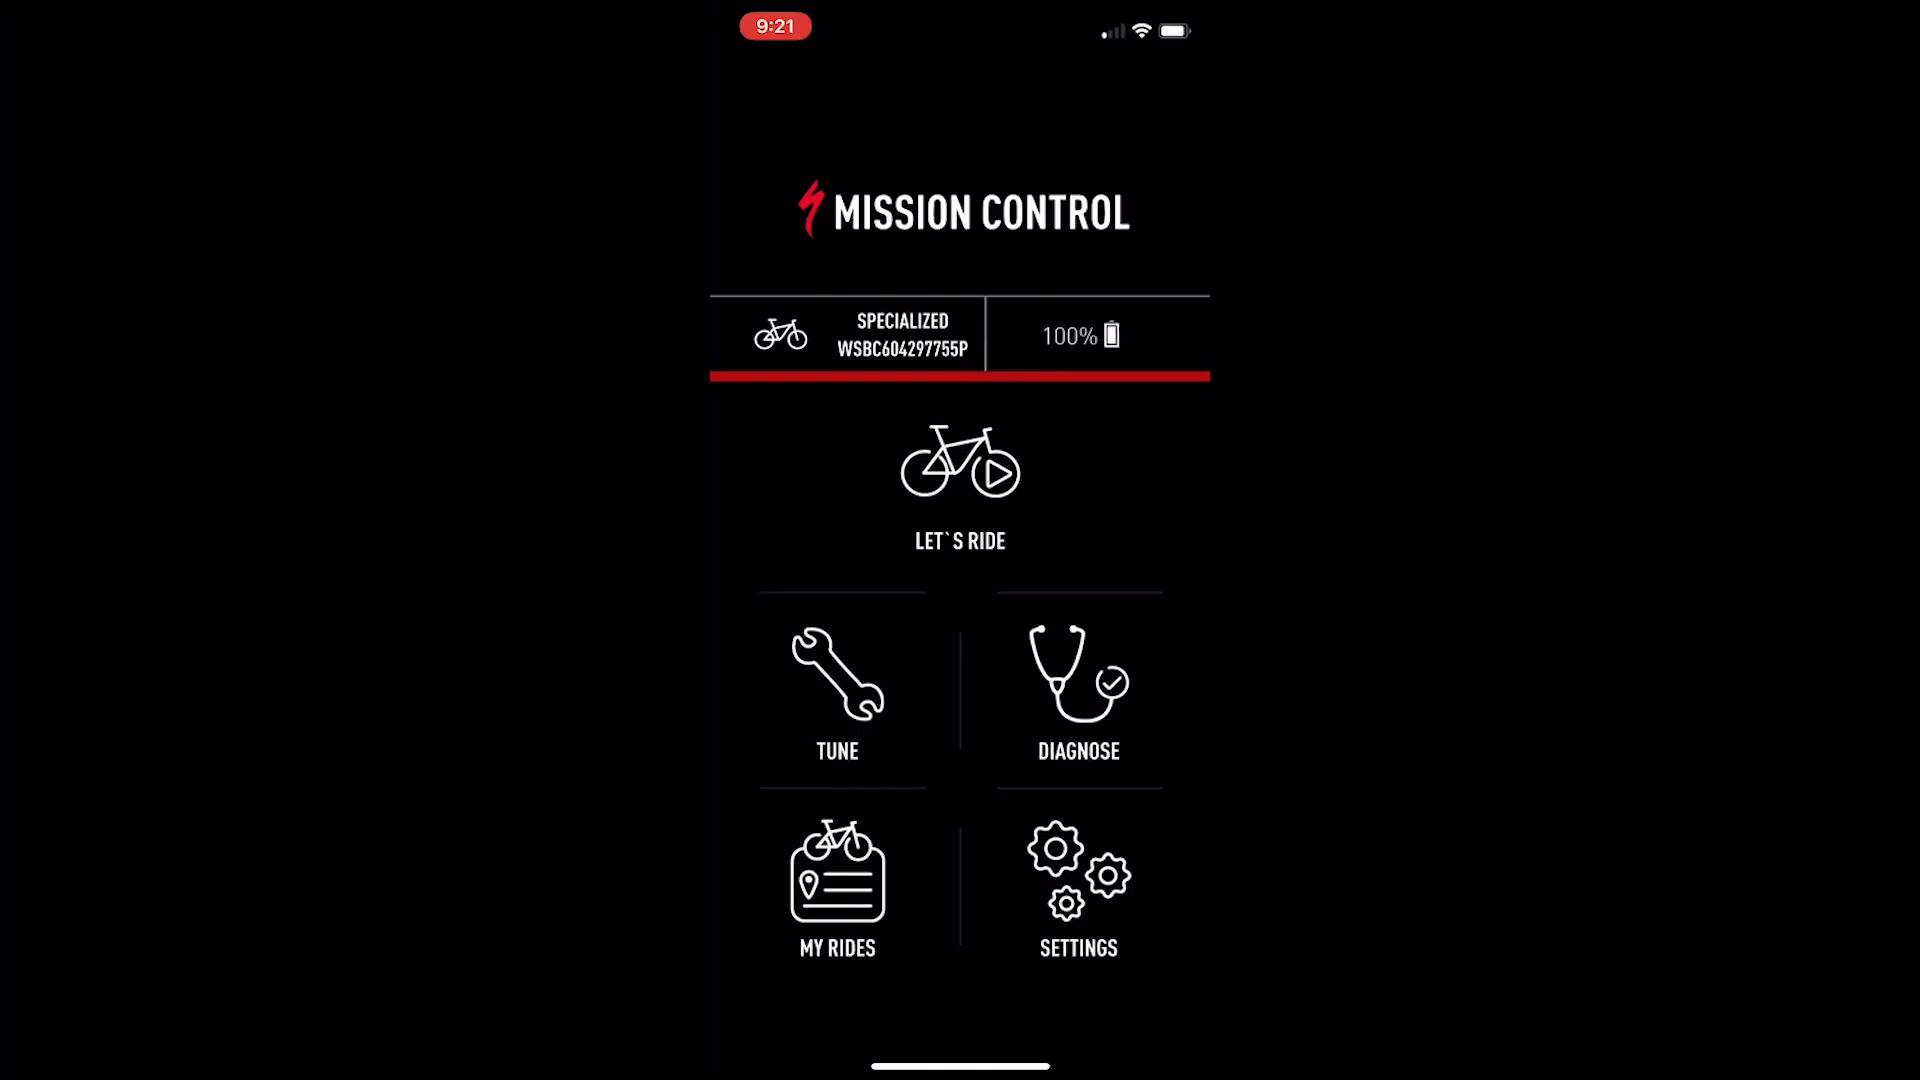 9:21
MISSION CONTROL
SPECIALIZED
WSBC604297755P
100%
LET`S RIDE
TUNE
DIAGNOSE
MY RIDES
SETTINGS